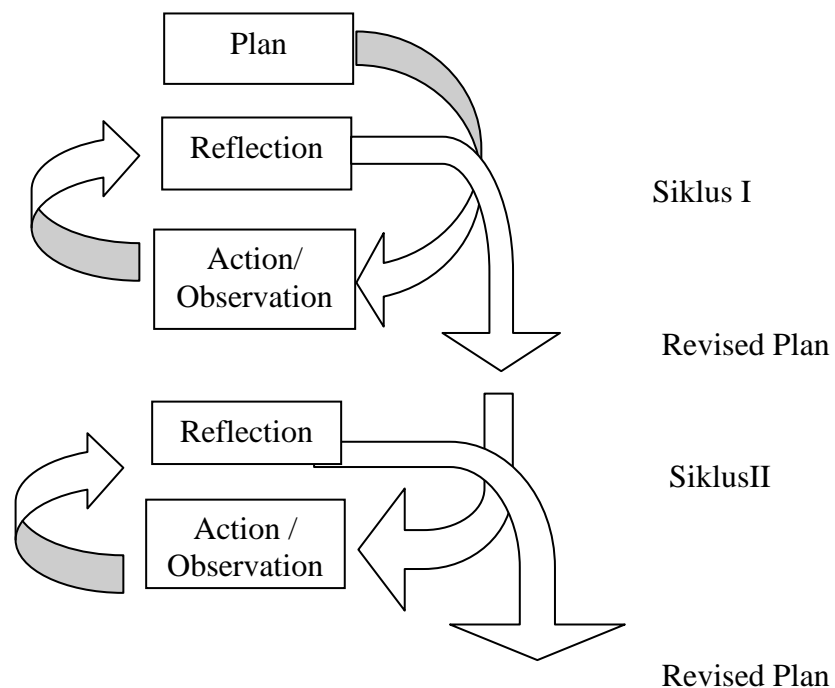 Plan
Reflection
Siklus I
Action/
Observation
Revised Plan
Reflection
SiklusII
Action /
Observation
Revised Plan